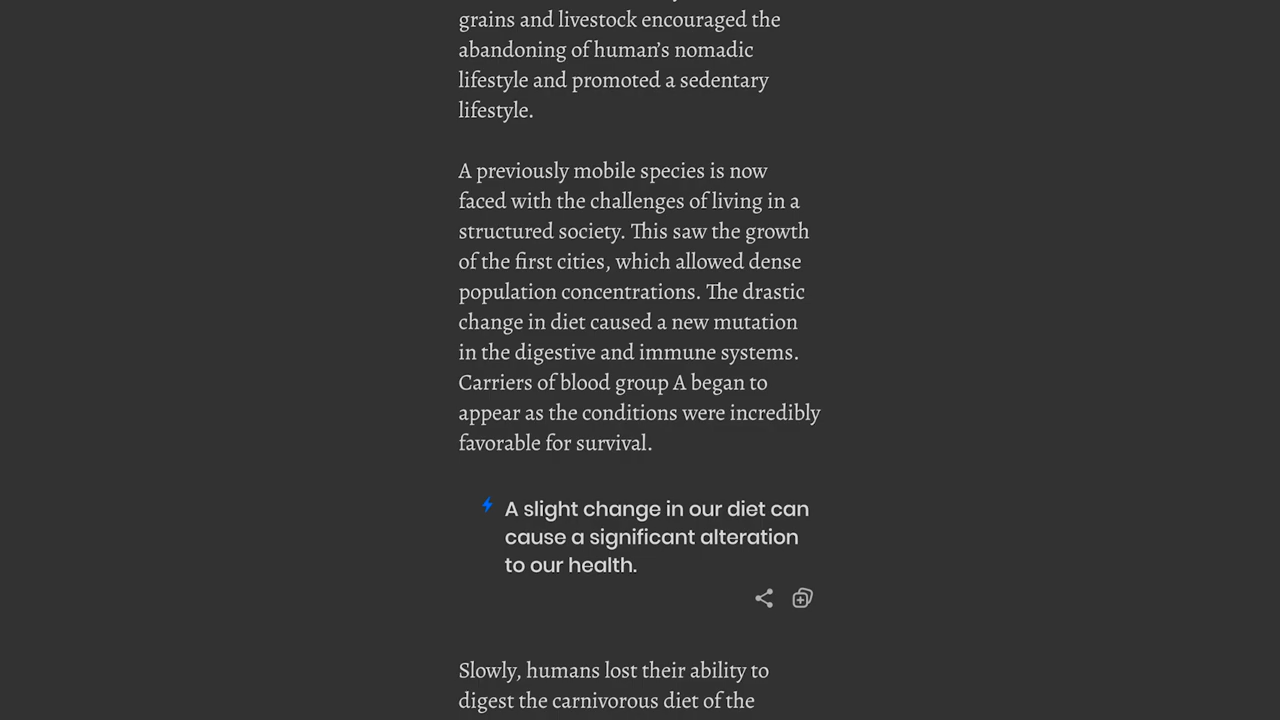 grains and livestock encouraged the
abandoning of human’s nomadic
lifestyle and promoted a sedentary
lifestyle.
A previously mobile species is now
faced with the challenges of living in a
structured society. This saw the growth
of the first cities, which allowed dense
population concentrations. The drastic
change in diet caused a new mutation
in the digestive and immune systems.
Carriers of blood group A began to
appear as the conditions were incredibly
favorable for survival.
A slight change in our diet can
cause a significant alteration
to our health.
Slowly, humans lost their ability to
digest the carnivorous diet of the